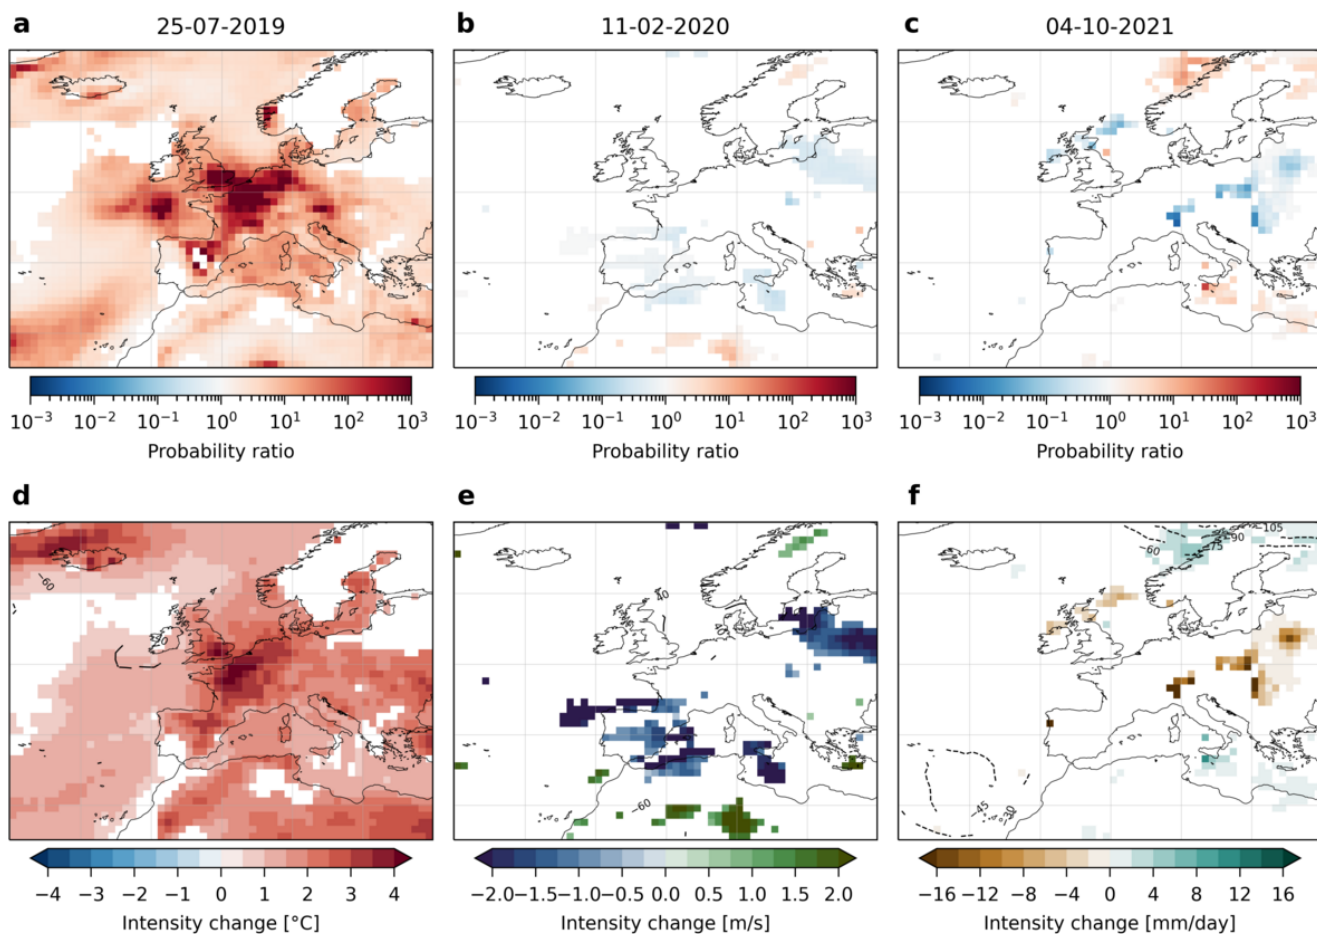 a 25-07-2019 b 11-02-2020 c 04-10-2021
10⁻³ 10⁻² 10⁻¹ 10⁰ 10¹ 10² 10³
Probability ratio
10⁻³ 10⁻² 10⁻¹ 10⁰ 10¹ 10² 10³
Probability ratio
10⁻³ 10⁻² 10⁻¹ 10⁰ 10¹ 10² 10³
Probability ratio
d e f
−60
40
−60
−105
−90
−60
−75
−45
−30
−4 −3 −2 −1 0 1 2 3 4
Intensity change [°C]
−2.0 −1.5 −1.0 −0.5 0.0 0.5 1.0 1.5 2.0
Intensity change [m/s]
−16 −12 −8 −4 0 4 8 12 16
Intensity change [mm/day]